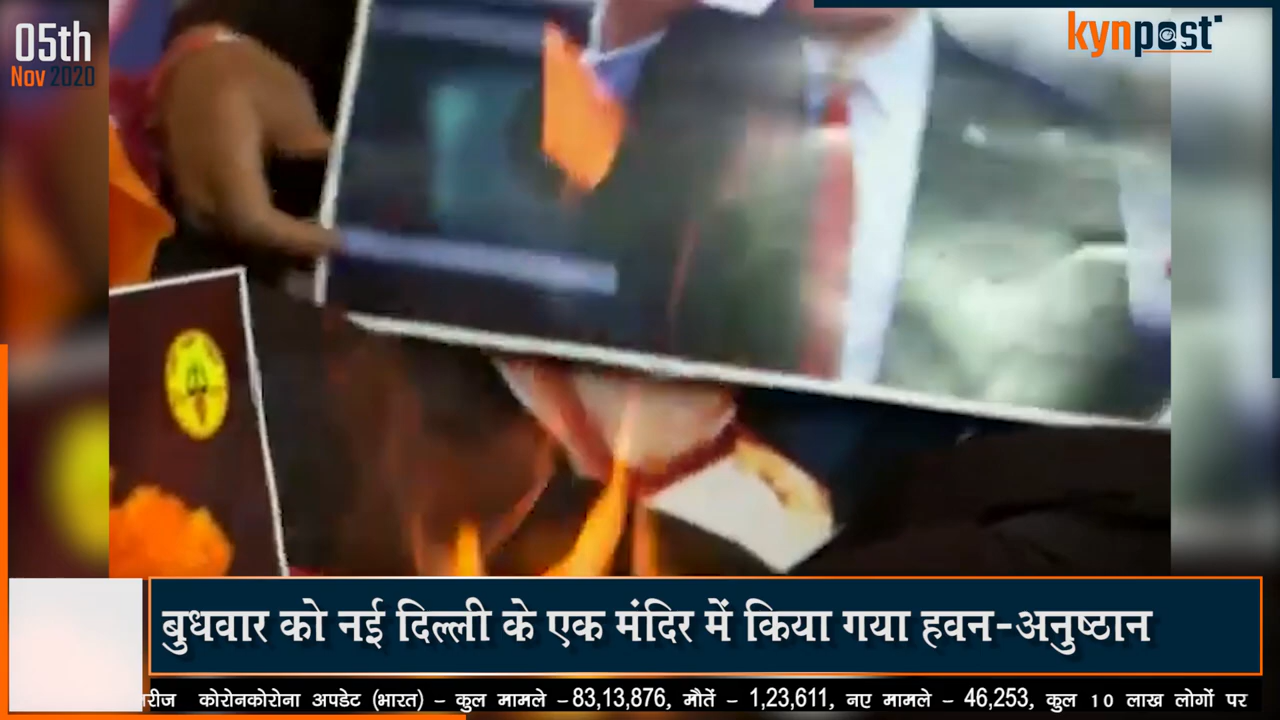 05th
Nov 2020
kynpost
बुधवार को नई दिल्ली के एक मंदिर में किया गया हवन-अनुष्ठान
रीज कोरोनकोरोना अपडेट (भारत) – कुल मामले –83,13,876, मौतें – 1,23,611, नए मामले – 46,253, कुल 10 लाख लोगों पर